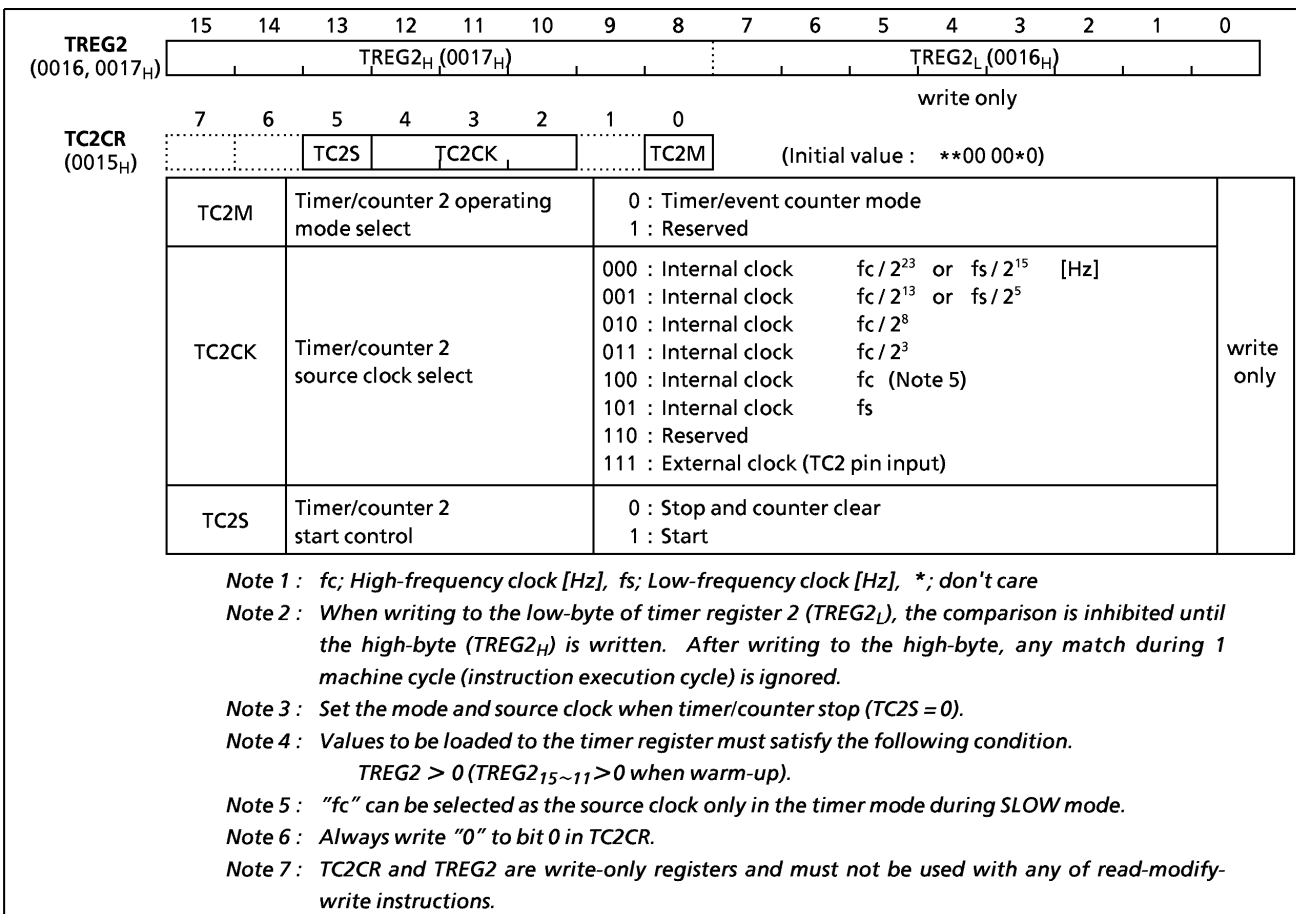 15 14 13 12 11 10 9 8 7 6 5 4 3 2 1 0
TREG2
(0016, 0017H)
TREG2H (0017H) TREG2L (0016H)
write only
7 6 5 4 3 2 1 0
TC2CR
(0015H)
TC2S TC2CK TC2M (Initial value : **00 00*0)
TC2M
Timer/counter 2 operating
mode select
0 : Timer/event counter mode
1 : Reserved
TC2CK
Timer/counter 2
source clock select
000 : Internal clock fc / 2²³ or fs / 2¹⁵ [Hz]
001 : Internal clock fc / 2¹³ or fs / 2⁵
010 : Internal clock fc / 2⁸
011 : Internal clock fc / 2³
100 : Internal clock fc (Note 5)
101 : Internal clock fs
110 : Reserved
111 : External clock (TC2 pin input)
TC2S
Timer/counter 2
start control
0 : Stop and counter clear
1 : Start
write
only
Note 1 : fc; High-frequency clock [Hz], fs; Low-frequency clock [Hz], *; don't care
Note 2 : When writing to the low-byte of timer register 2 (TREG2L), the comparison is inhibited until
the high-byte (TREG2H) is written. After writing to the high-byte, any match during 1
machine cycle (instruction execution cycle) is ignored.
Note 3 : Set the mode and source clock when timer/counter stop (TC2S = 0).
Note 4 : Values to be loaded to the timer register must satisfy the following condition.
TREG2 > 0 (TREG2₁₅~₁₁ > 0 when warm-up).
Note 5 : "fc" can be selected as the source clock only in the timer mode during SLOW mode.
Note 6 : Always write "0" to bit 0 in TC2CR.
Note 7 : TC2CR and TREG2 are write-only registers and must not be used with any of read-modify-
write instructions.